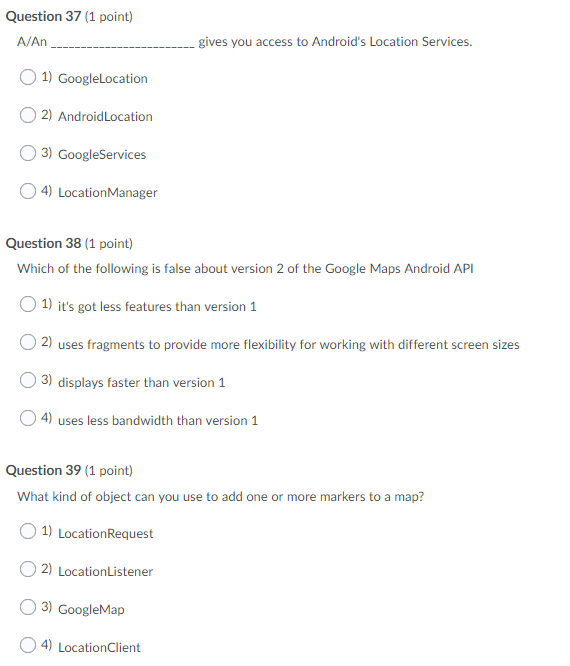 Question 37 (1 point)
A/An ________________________ gives you access to Android's Location Services.
1) GoogleLocation
2) AndroidLocation
3) GoogleServices
4) LocationManager
Question 38 (1 point)
Which of the following is false about version 2 of the Google Maps Android API
1) it's got less features than version 1
2) uses fragments to provide more flexibility for working with different screen sizes
3) displays faster than version 1
4) uses less bandwidth than version 1
Question 39 (1 point)
What kind of object can you use to add one or more markers to a map?
1) LocationRequest
2) LocationListener
3) GoogleMap
4) LocationClient